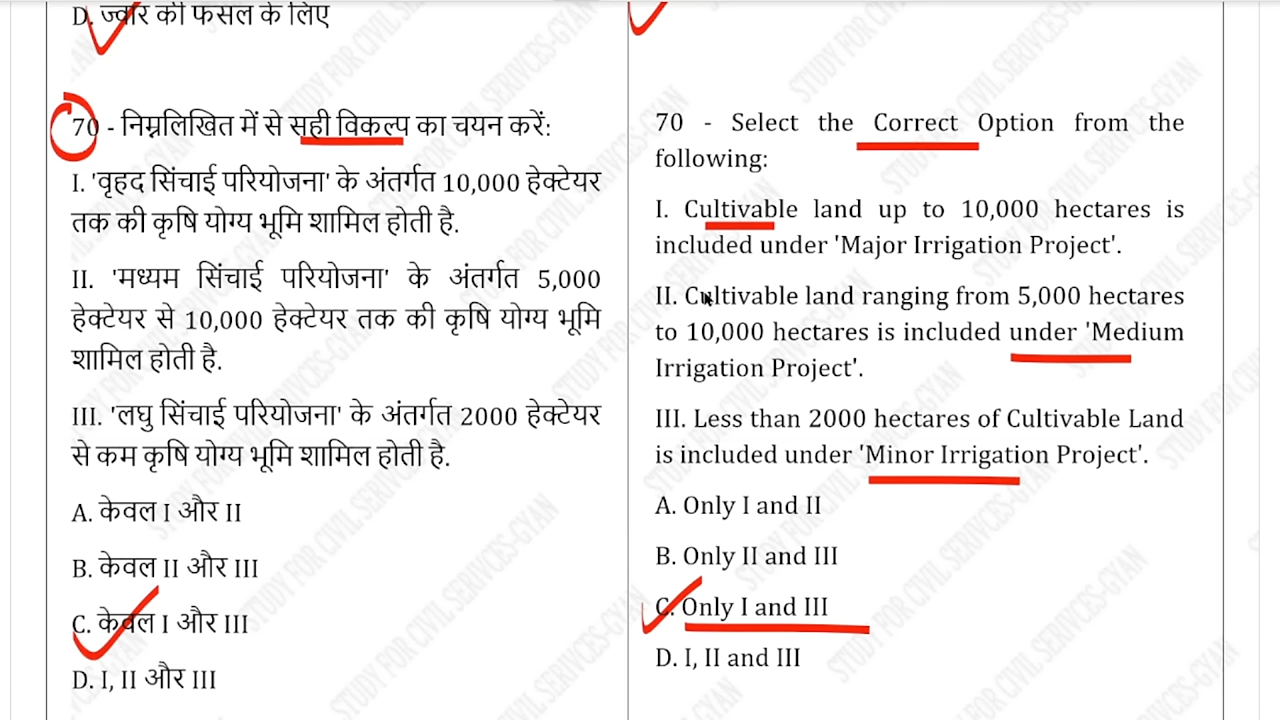 D. ज्वार की फसल के लिए
70 - निम्नलिखित में से सही विकल्प का चयन करें:
I. 'वृहद सिंचाई परियोजना' के अंतर्गत 10,000 हेक्टेयर
तक की कृषि योग्य भूमि शामिल होती है.
II. 'मध्यम सिंचाई परियोजना' के अंतर्गत 5,000
हेक्टेयर से 10,000 हेक्टेयर तक की कृषि योग्य भूमि
शामिल होती है.
III. 'लघु सिंचाई परियोजना' के अंतर्गत 2000 हेक्टेयर
से कम कृषि योग्य भूमि शामिल होती है.
A. केवल I और II
B. केवल II और III
C. केवल I और III
D. I, II और III
70 - Select the Correct Option from the
following:
I. Cultivable land up to 10,000 hectares is
included under 'Major Irrigation Project'.
II. Cultivable land ranging from 5,000 hectares
to 10,000 hectares is included under 'Medium
Irrigation Project'.
III. Less than 2000 hectares of Cultivable Land
is included under 'Minor Irrigation Project'.
A. Only I and II
B. Only II and III
C. Only I and III
D. I, II and III
STUDY FOR CIVIL SERIVCES-GYAN